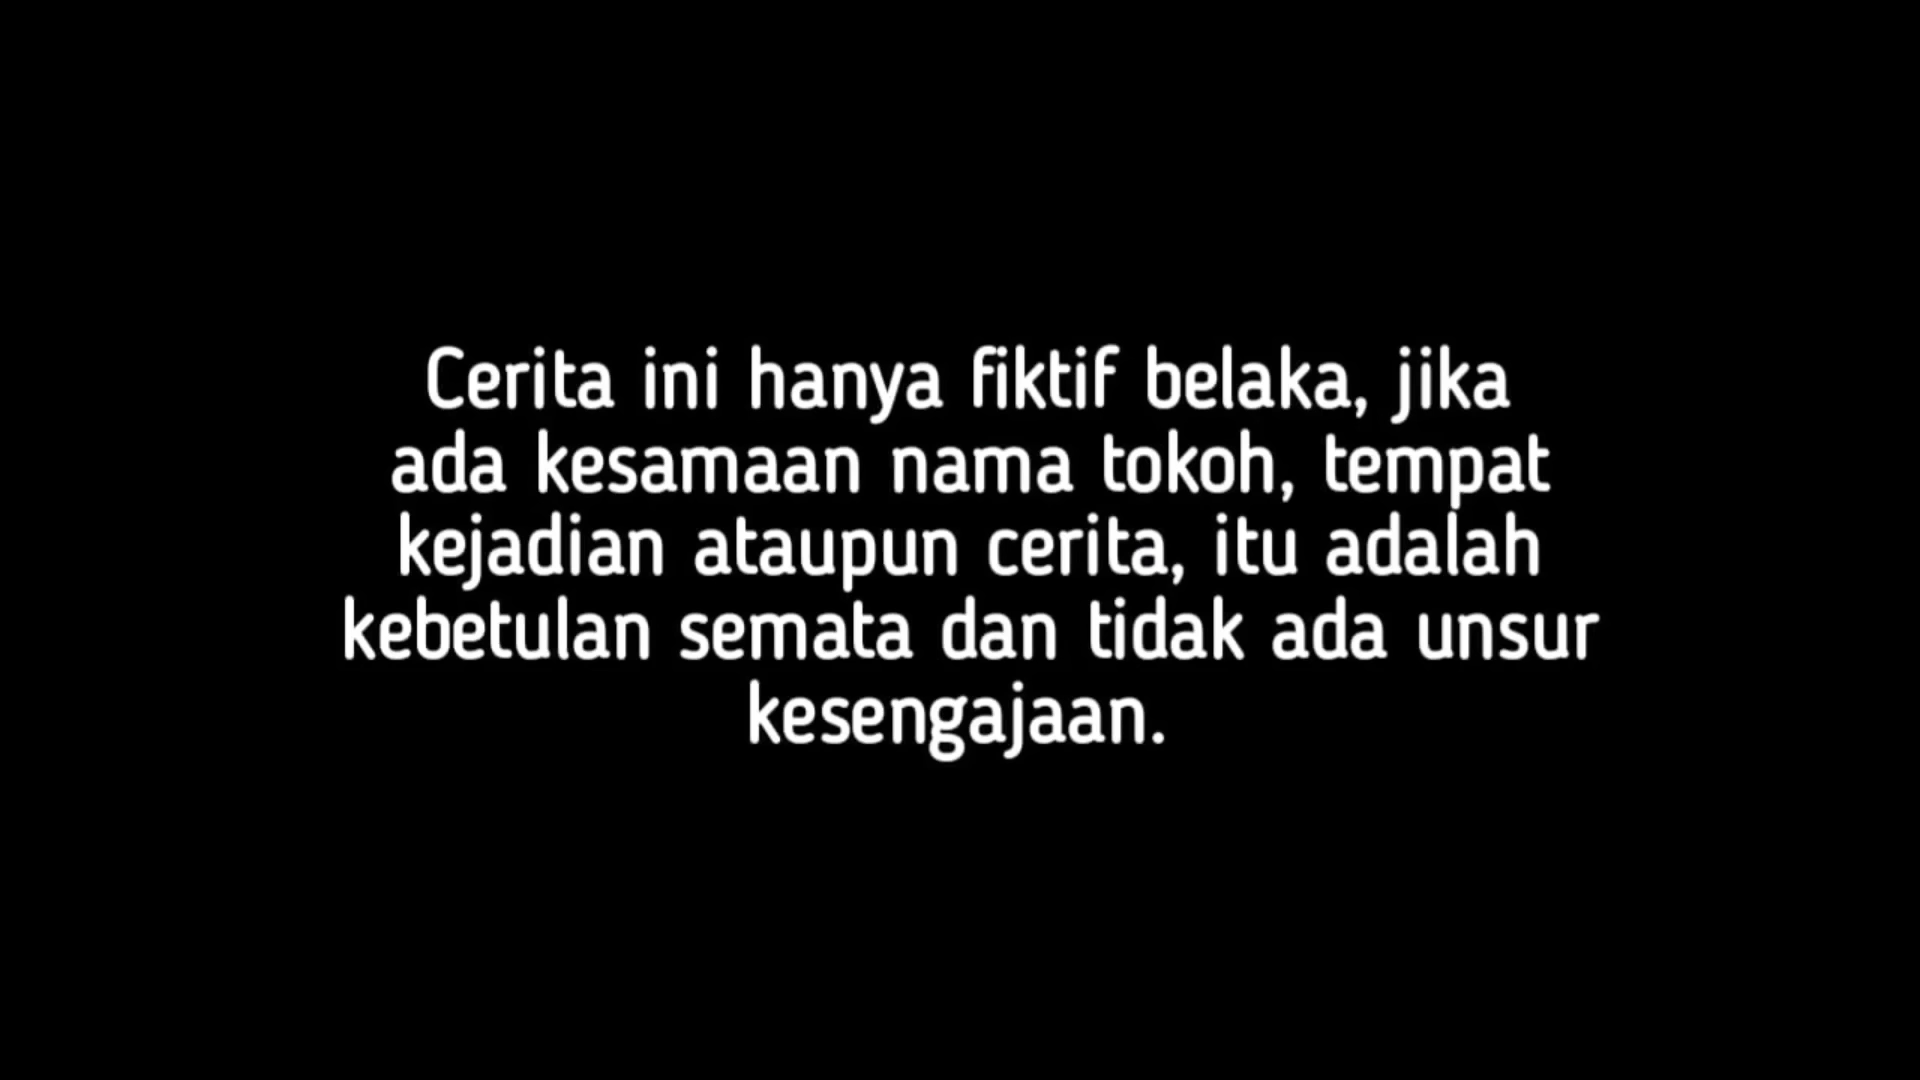 Cerita ini hanya fiktif belaka, jika
ada kesamaan nama tokoh, tempat
kejadian ataupun cerita, itu adalah
kebetulan semata dan tidak ada unsur
kesengajaan.